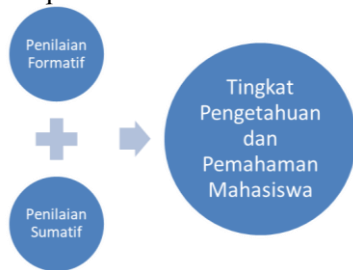 Penilaian
Formatif
Penilaian
Sumatif
Tingkat
Pengetahuan
dan
Pemahaman
Mahasiswa